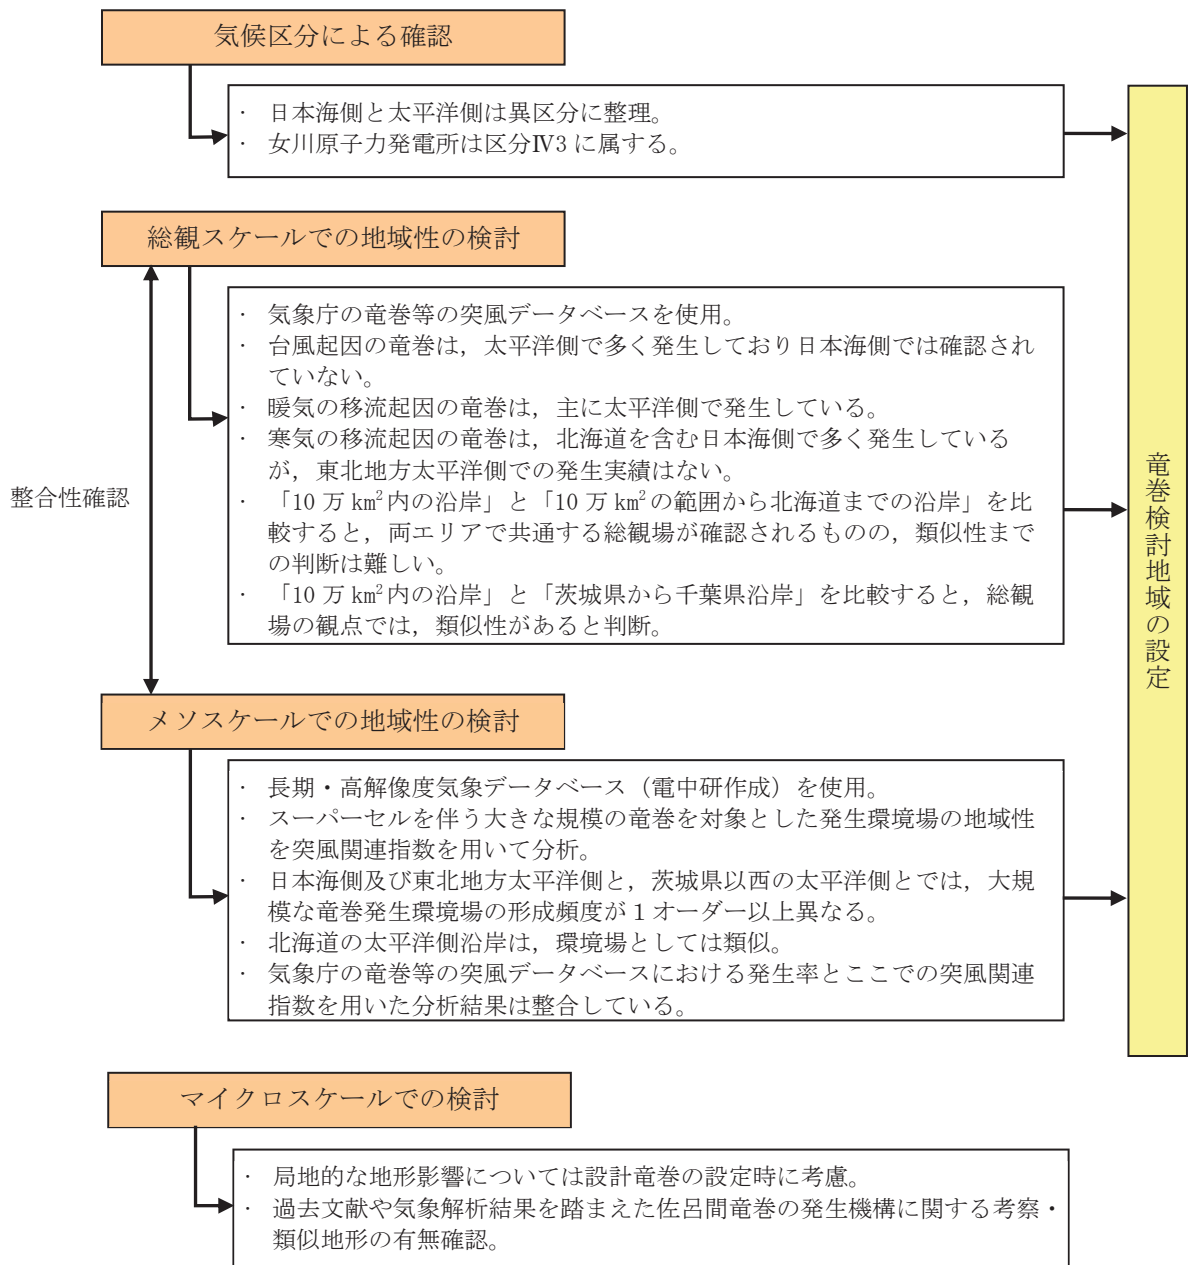 気候区分による確認
· 日本海側と太平洋側は異区分に整理。
· 女川原子力発電所は区分Ⅳ3 に属する。
総観スケールでの地域性の検討
· 気象庁の竜巻等の突風データベースを使用。
· 台風起因の竜巻は，太平洋側で多く発生しており日本海側では確認され
ていない。
· 暖気の移流起因の竜巻は，主に太平洋側で発生している。
· 寒気の移流起因の竜巻は，北海道を含む日本海側で多く発生している
が，東北地方太平洋側での発生実績はない。
· 「10 万 km²内の沿岸」と「10 万 km²の範囲から北海道までの沿岸」を比
較すると，両エリアで共通する総観場が確認されるものの，類似性まで
の判断は難しい。
· 「10 万 km²内の沿岸」と「茨城県から千葉県沿岸」を比較すると，総観
場の観点では，類似性があると判断。
整合性確認
メソスケールでの地域性の検討
· 長期・高解像度気象データベース（電中研作成）を使用。
· スーパーセルを伴う大きな規模の竜巻を対象とした発生環境場の地域性
を突風関連指数を用いて分析。
· 日本海側及び東北地方太平洋側と，茨城県以西の太平洋側とでは，大規
模な竜巻発生環境場の形成頻度が 1 オーダー以上異なる。
· 北海道の太平洋側沿岸は，環境場としては類似。
· 気象庁の竜巻等の突風データベースにおける発生率とここでの突風関連
指数を用いた分析結果は整合している。
竜巻検討地域の設定
マイクロスケールでの検討
· 局地的な地形影響については設計竜巻の設定時に考慮。
· 過去文献や気象解析結果を踏まえた佐呂間竜巻の発生機構に関する考察・
類似地形の有無確認。